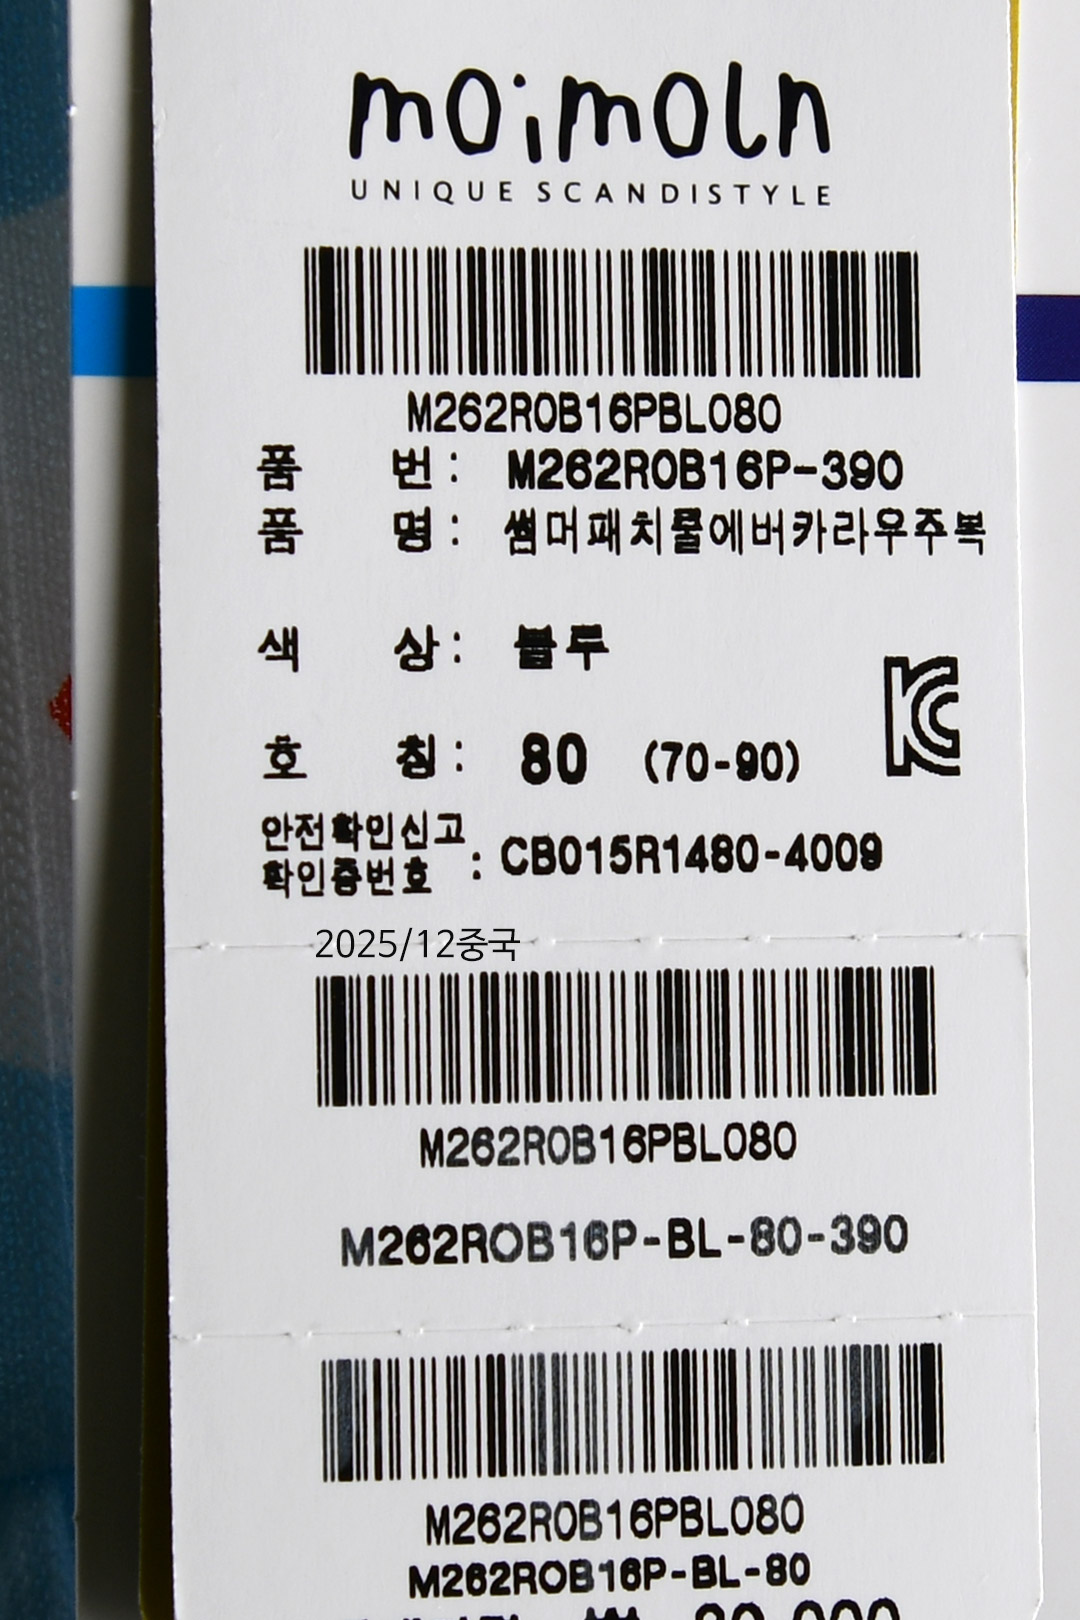 moimoln
UNIQUE SCANDISTYLE
M262ROB16PBL080
품 번 : M262ROB16P-390
품 명 : 썸머패치물에버카라우주복
색 상 : 블루
호 칭 : 80 (70-90)
안전확인신고
확인증번호 : CB015R1480-4009
2025/12중국
M262ROB16PBL080
M262ROB16P-BL-80-390
M262ROB16PBL080
M262ROB16P-BL-80